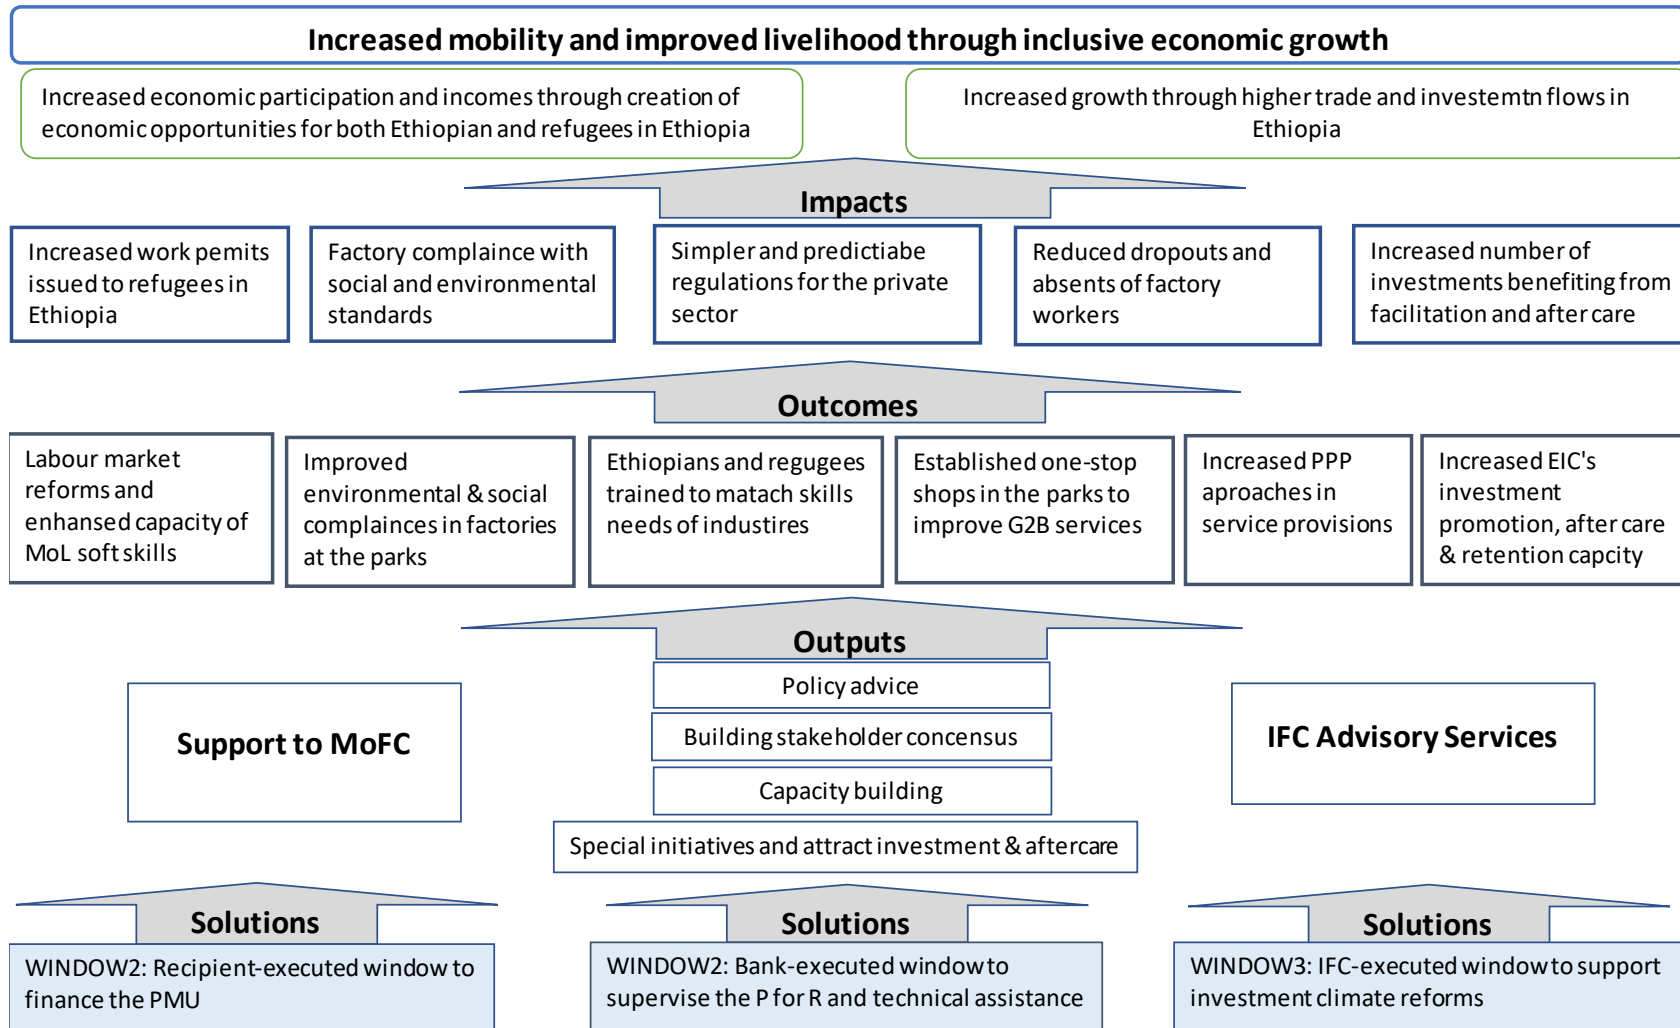 Increased mobility and improved livelihood through inclusive economic growth
Increased economic participation and incomes through creation of
economic opportunities for both Ethiopian and refugees in Ethiopia
Increased growth through higher trade and investemtn flows in
Ethiopia
Impacts
Increased work pemits
issued to refugees in
Ethiopia
Factory complaince with
social and environmental
standards
Simpler and predictiabe
regulations for the private
sector
Reduced dropouts and
absents of factory
workers
Increased number of
investments benefiting from
facilitation and after care
Outcomes
Labour market
reforms and
enhansed capacity of
MoL soft skills
Improved
environmental & social
complainces in factories
at the parks
Ethiopians and regugees
trained to matach skills
needs of industires
Established one-stop
shops in the parks to
improve G2B services
Increased PPP
aproaches in
service provisions
Increased EIC's
investment
promotion, after care
& retention capcity
Outputs
Support to MoFC
Policy advice
Building stakeholder concensus
Capacity building
Special initiatives and attract investment & aftercare
IFC Advisory Services
Solutions
WINDOW2: Recipient-executed window to
finance the PMU
Solutions
WINDOW2: Bank-executed window to
supervise the P for R and technical assistance
Solutions
WINDOW3: IFC-executed window to support
investment climate reforms